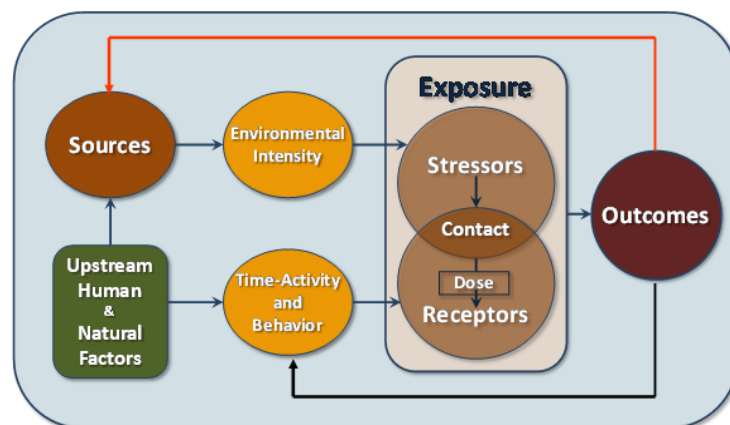 Exposure
Sources
Environmental
Intensity
Stressors
Contact
Outcomes
Upstream
Human
&
Natural
Factors
Time-Activity
and
Behavior
Dose
Receptors